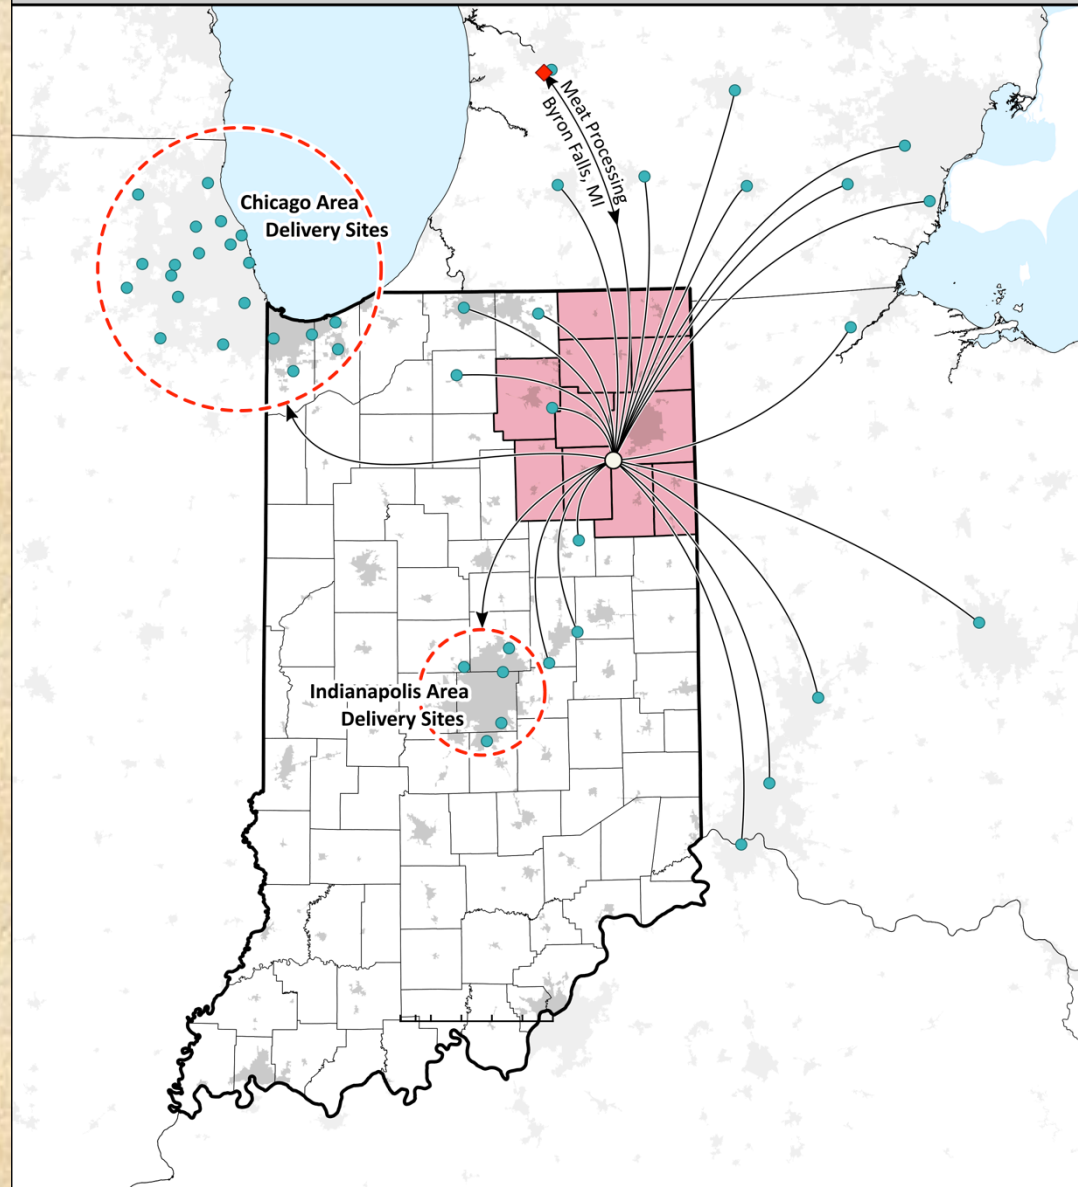 Meat Processing
Byron Falls, MI
Chicago Area
Delivery Sites
Indianapolis Area
Delivery Sites